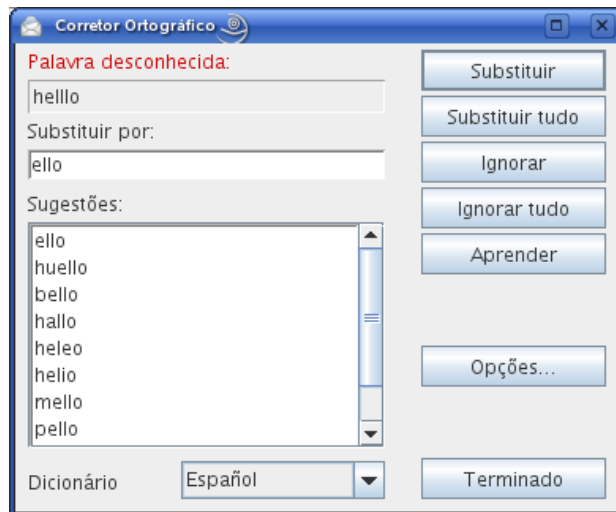 Corretor Ortográfico
Palavra desconhecida:
helllo
Substituir por:
ello
Sugestões:
ello
huello
bello
hallo
heleo
helio
mello
pello
Dicionário
Español
Substituir
Substituir tudo
Ignorar
Ignorar tudo
Aprender
Opções...
Terminado